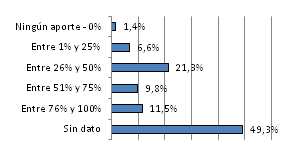 Ningún aporte - 0% 1,4%
Entre 1% y 25% 6,6%
Entre 26% y 50% 21,3%
Entre 51% y 75% 9,8%
Entre 76% y 100% 11,5%
Sin dato 49,3%